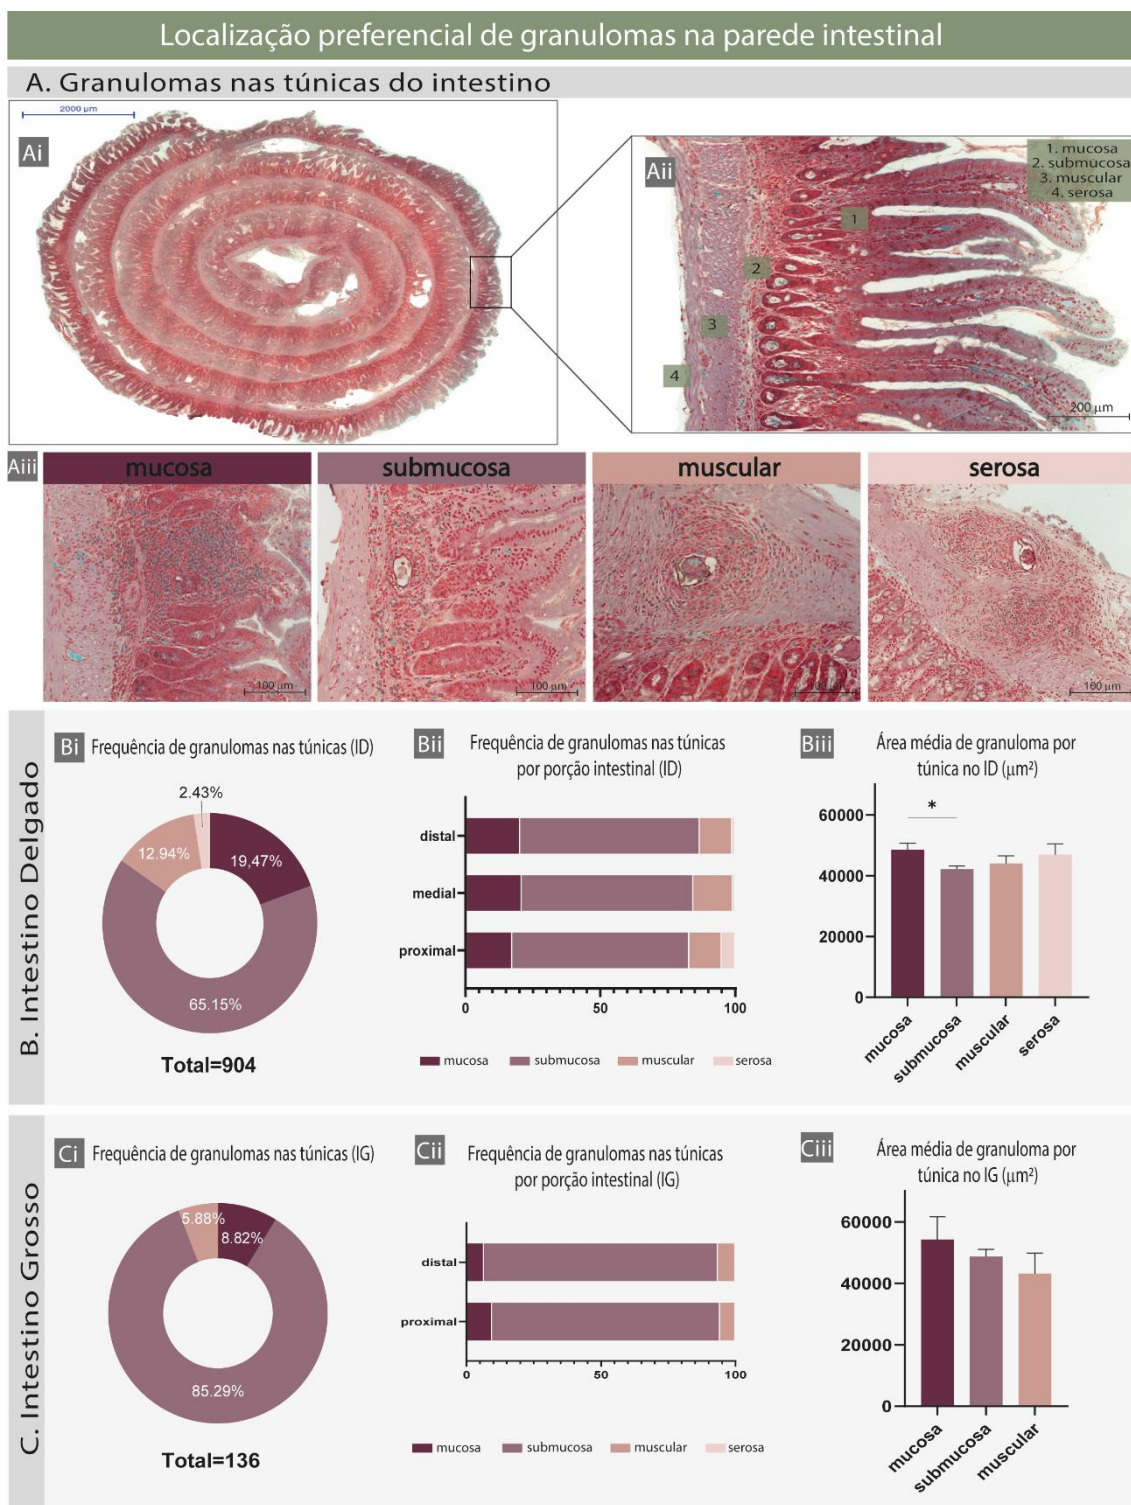 Localização preferencial de granulomas na parede intestinal
A. Granulomas nas túnicas do intestino
2000 µm
Ai
Aii
1. mucosa
2. submucosa
3. muscular
4. serosa
1
2
3
4
200 µm
Aiii
mucosa
submucosa
muscular
serosa
100 µm
100 µm
100 µm
100 µm
B. Intestino Delgado
Bi
Frequência de granulomas nas túnicas (ID)
2.43%
12.94%
19,47%
65.15%
Total=904
Bii
Frequência de granulomas nas túnicas
por porção intestinal (ID)
distal
medial
proximal
0
50
100
mucosa
submucosa
muscular
serosa
Biii
Área média de granuloma por
túnica no ID (µm²)
*
60000
40000
20000
0
mucosa
submucosa
muscular
serosa
C. Intestino Grosso
Ci
Frequência de granulomas nas túnicas (IG)
5.88%
8.82%
85.29%
Total=136
Cii
Frequência de granulomas nas túnicas
por porção intestinal (IG)
distal
proximal
0
50
100
mucosa
submucosa
muscular
serosa
Ciii
Área média de granuloma por
túnica no IG (µm²)
60000
40000
20000
0
mucosa
submucosa
muscular